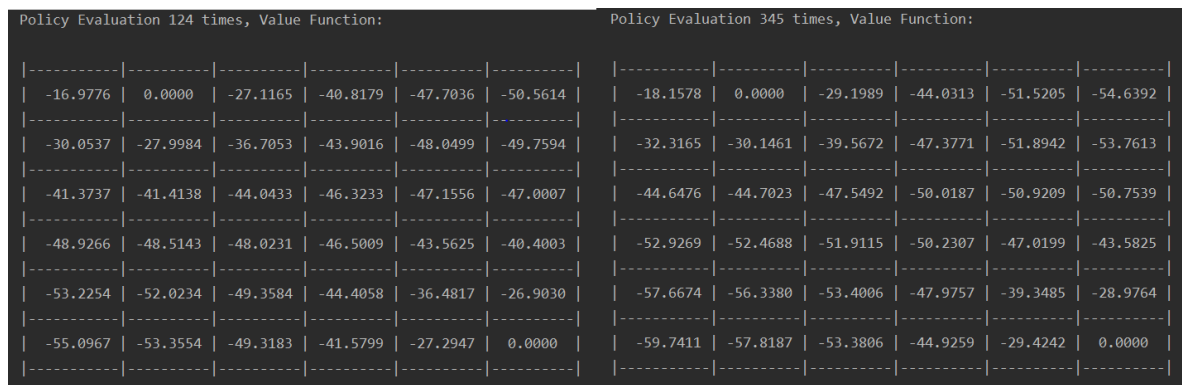 Policy Evaluation 124 times, Value Function:
|-----------|----------|----------|----------|----------|----------|
| -16.9776 | 0.0000 | -27.1165 | -40.8179 | -47.7036 | -50.5614 |
|-----------|----------|----------|----------|----------|----------|
| -30.0537 | -27.9984 | -36.7053 | -43.9016 | -48.0499 | -49.7594 |
|-----------|----------|----------|----------|----------|----------|
| -41.3737 | -41.4138 | -44.0433 | -46.3233 | -47.1556 | -47.0007 |
|-----------|----------|----------|----------|----------|----------|
| -48.9266 | -48.5143 | -48.0231 | -46.5009 | -43.5625 | -40.4003 |
|-----------|----------|----------|----------|----------|----------|
| -53.2254 | -52.0234 | -49.3584 | -44.4058 | -36.4817 | -26.9030 |
|-----------|----------|----------|----------|----------|----------|
| -55.0967 | -53.3554 | -49.3183 | -41.5799 | -27.2947 | 0.0000 |
|-----------|----------|----------|----------|----------|----------|
Policy Evaluation 345 times, Value Function:
|-----------|----------|----------|----------|----------|----------|
| -18.1578 | 0.0000 | -29.1989 | -44.0313 | -51.5205 | -54.6392 |
|-----------|----------|----------|----------|----------|----------|
| -32.3165 | -30.1461 | -39.5672 | -47.3771 | -51.8942 | -53.7613 |
|-----------|----------|----------|----------|----------|----------|
| -44.6476 | -44.7023 | -47.5492 | -50.0187 | -50.9209 | -50.7539 |
|-----------|----------|----------|----------|----------|----------|
| -52.9269 | -52.4688 | -51.9115 | -50.2307 | -47.0199 | -43.5825 |
|-----------|----------|----------|----------|----------|----------|
| -57.6674 | -56.3380 | -53.4006 | -47.9757 | -39.3485 | -28.9764 |
|-----------|----------|----------|----------|----------|----------|
| -59.7411 | -57.8187 | -53.3806 | -44.9259 | -29.4242 | 0.0000 |
|-----------|----------|----------|----------|----------|----------|